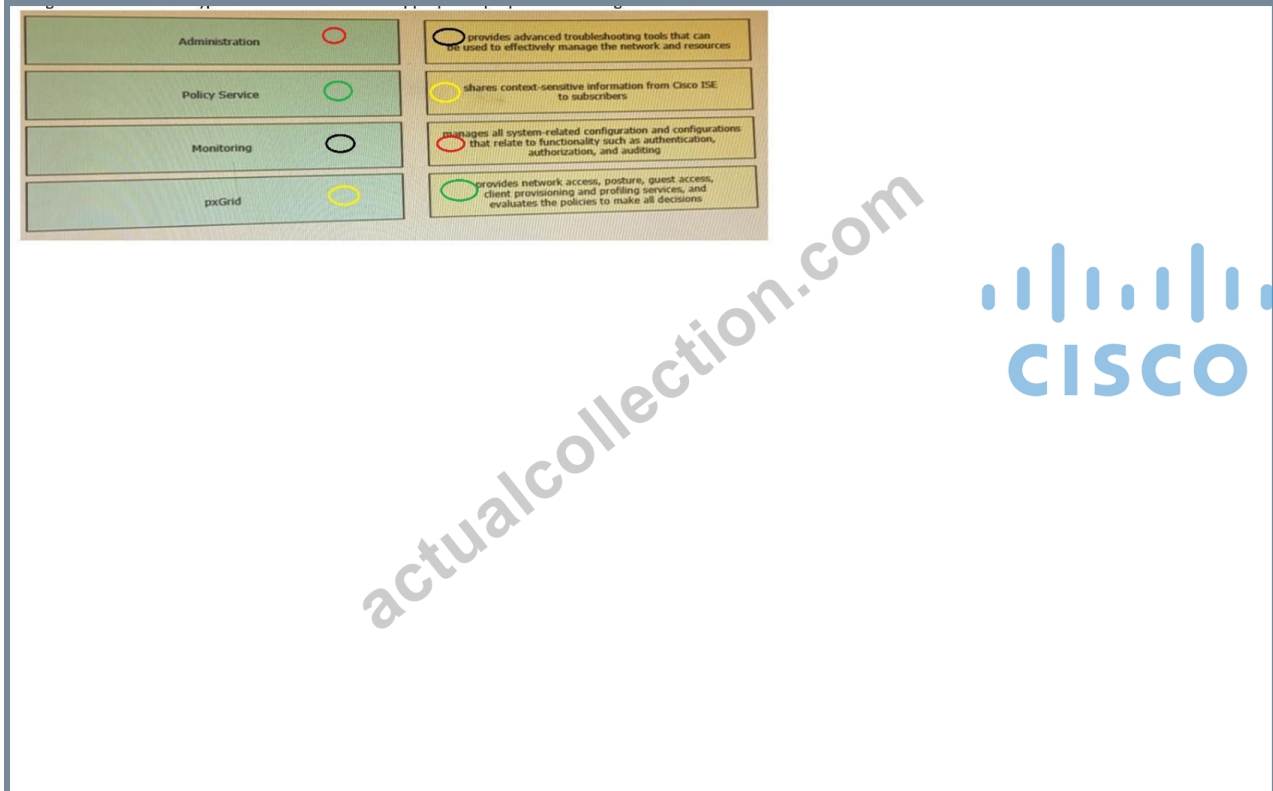 Administration
provides advanced troubleshooting tools that can
be used to effectively manage the network and resources
Policy Service
shares context-sensitive information from Cisco ISE
to subscribers
Monitoring
manages all system-related configuration and configurations
that relate to functionality such as authentication,
authorization, and auditing
pxGrid
provides network access, posture, guest access,
client provisioning and profiling services, and
evaluates the policies to make all decisions
CISCO
actualcollection.com